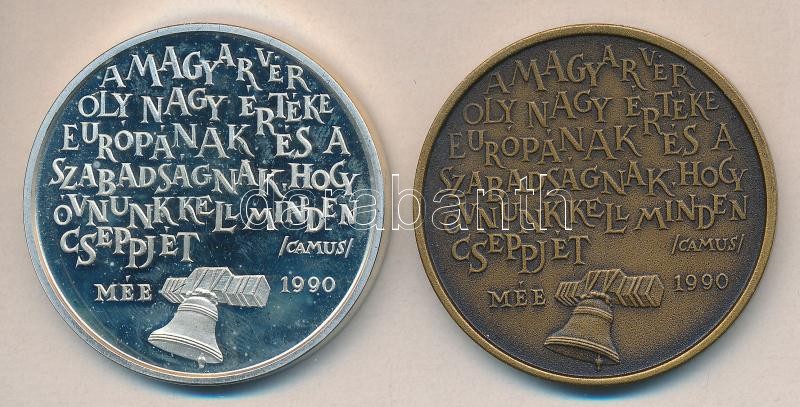 A MAGYAR VÉR
OLY NAGY ÉRTÉKE
EURÓPÁNAK ÉS A
SZABADSÁGNAK, HOGY
ÓVNUNK KELL MINDEN
CSEPPJÉT /CAMUS/
MÉE 1990
A MAGYAR VÉR
OLY NAGY ÉRTÉKE
EURÓPÁNAK ÉS A
SZABADSÁGNAK, HOGY
ÓVNUNK KELL MINDEN
CSEPPJÉT /CAMUS/
MÉE 1990
darabanth